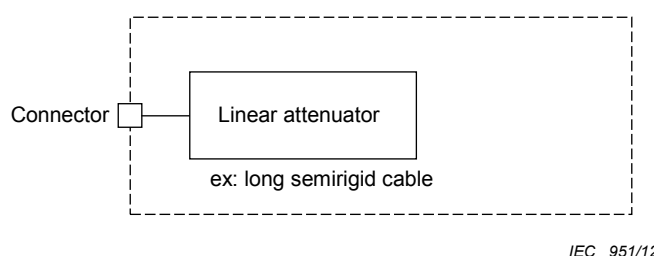 Connector
Linear attenuator
ex: long semirigid cable
IEC 951/12